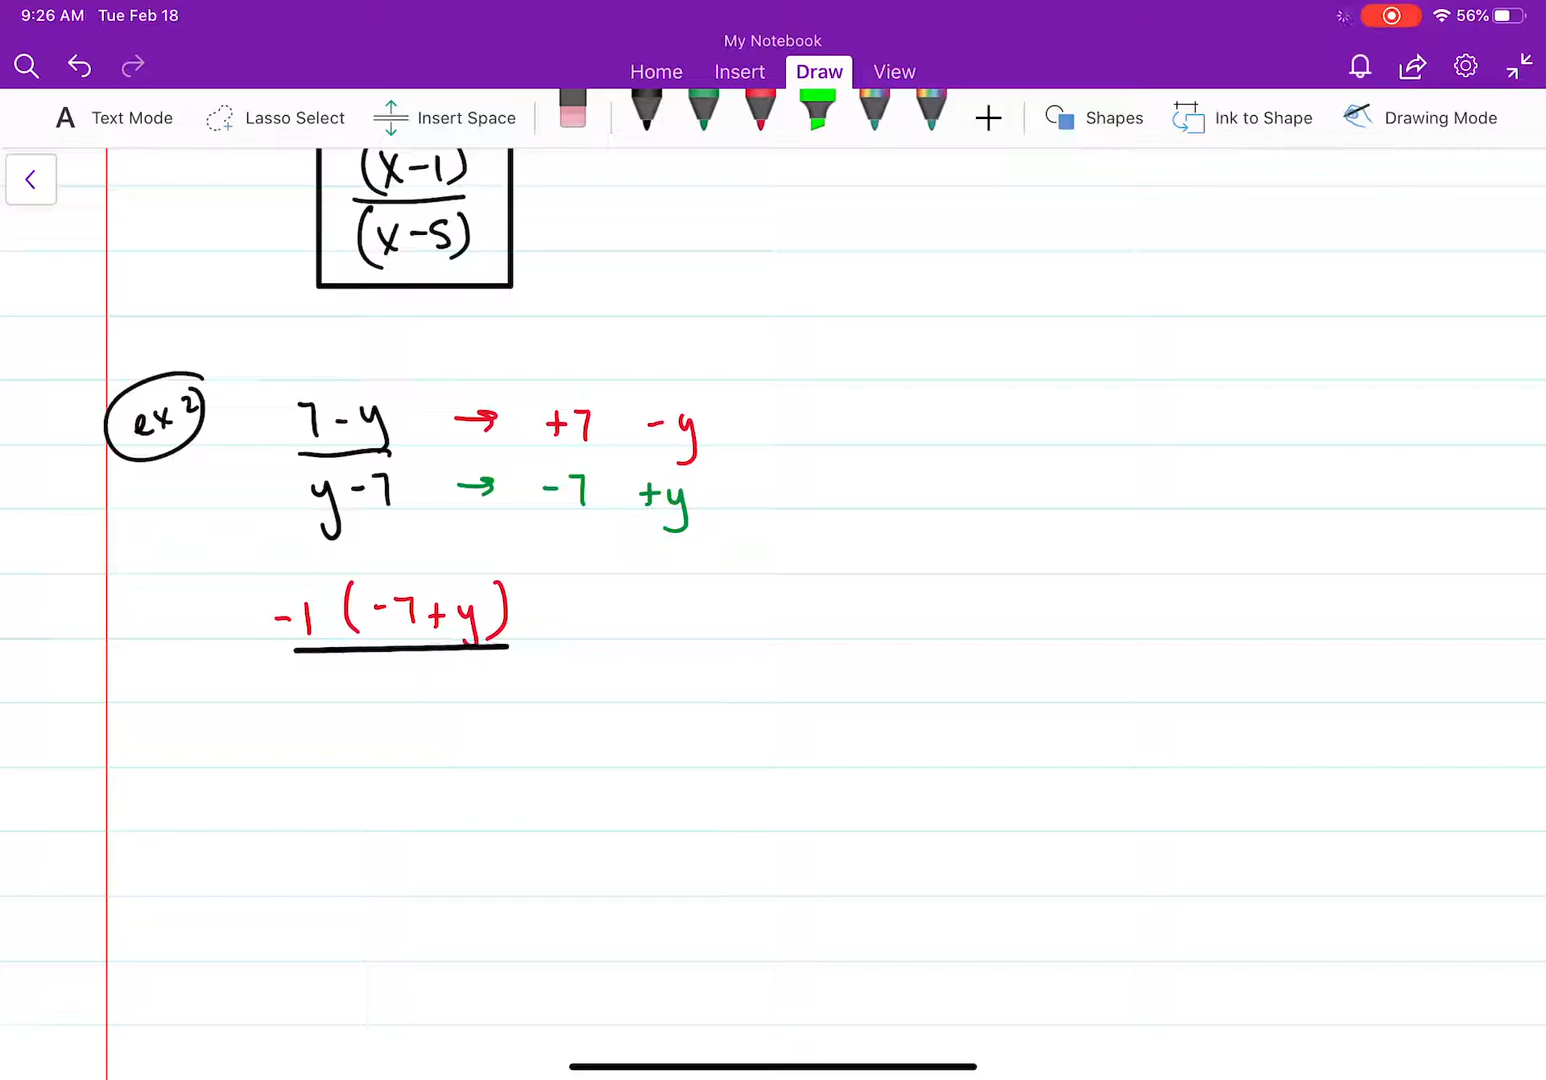 9:26 AM Tue Feb 18
56%
My Notebook
Home Insert Draw View
A Text Mode Lasso Select Insert Space Shapes Ink to Shape Drawing Mode
(x-1)
(x-5)
ex 2
7-y → +7 -y
y-7 → -7 +y
-1 (-7+y)